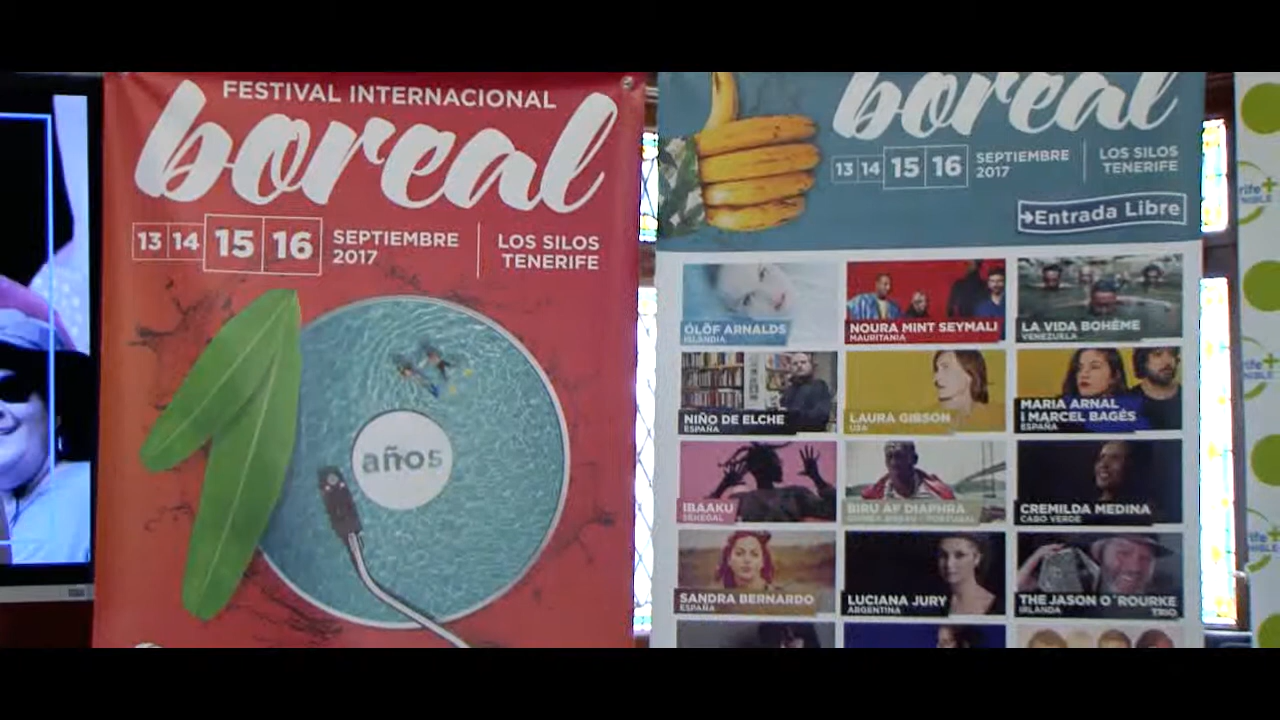 FESTIVAL INTERNACIONAL
boreal
13 14 15 16
SEPTIEMBRE
2017
LOS SILOS
TENERIFE
años
boreal
13 14 15 16
SEPTIEMBRE
2017
LOS SILOS
TENERIFE
Entrada Libre
ÓLÖF ARNALDS
ISLANDIA
NOURA MINT SEYMALI
MAURITANIA
LA VIDA BOHÈME
VENEZUELA
NIÑO DE ELCHE
ESPAÑA
LAURA GIBSON
USA
MARIA ARNAL
I MARCEL BAGÉS
ESPAÑA
IBAAKU
SENEGAL
BIRU AF DIAPHRA
CREMILDA MEDINA
CABO VERDE
SANDRA BERNARDO
ESPAÑA
LUCIANA JURY
ARGENTINA
THE JASON O´ROURKE
TRIO
IRLANDA